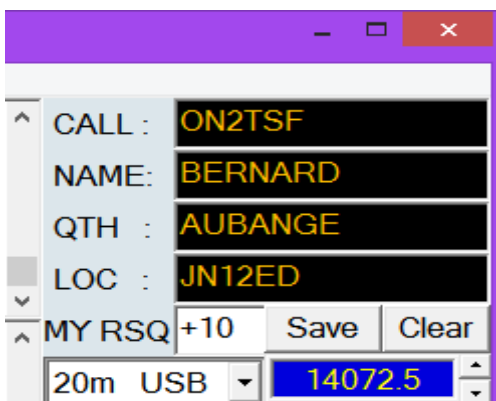 CALL : ON2TSF
NAME: BERNARD
QTH : AUBANGE
LOC : JN12ED
MY RSQ +10 Save Clear
20m USB 14072.5